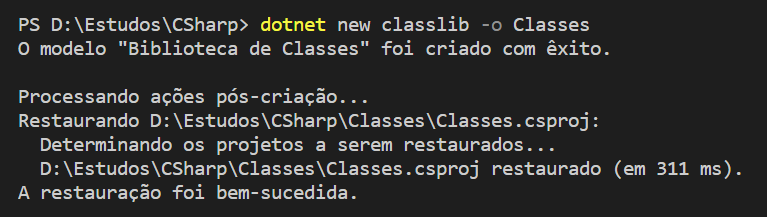 PS D:\Estudos\CSharp> dotnet new classlib -o Classes
O modelo "Biblioteca de Classes" foi criado com êxito.
Processando ações pós-criação...
Restaurando D:\Estudos\CSharp\Classes\Classes.csproj:
Determinando os projetos a serem restaurados...
D:\Estudos\CSharp\Classes\Classes.csproj restaurado (em 311 ms).
A restauração foi bem-sucedida.